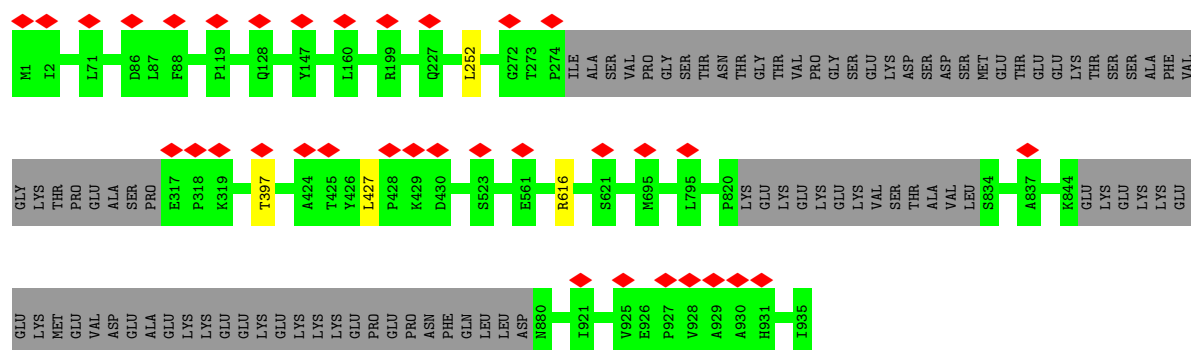 M1 I2 L71 D86 L87 F88 P119 Q128 Y147 L160 R199 Q227 L252 G272 T273 P274 ILE ALA SER VAL PRO GLY SER THR ASN THR GLY THR VAL PRO GLY SER GLU LYS ASP SER ASP SER MET GLU THR GLU GLU LYS THR SER SER ALA PHE VAL
GLY LYS THR PRO GLU ALA SER PRO E317 P318 K319 T397 A424 T425 Y426 L427 P428 K429 D430 S523 E561 R616 S621 M695 L795 P820 LYS GLU LYS GLU LYS GLU LYS VAL SER THR ALA VAL LEU S834 A837 K844 GLU LYS GLU LYS LYS GLU
GLU LYS MET GLU VAL ASP GLU ALA GLU LYS LYS GLU GLU LYS GLU LYS LYS LYS GLU PRO GLU PRO ASN PHE GLN LEU LEU ASP N880 I921 V925 E926 P927 V928 A929 A930 H931 I935